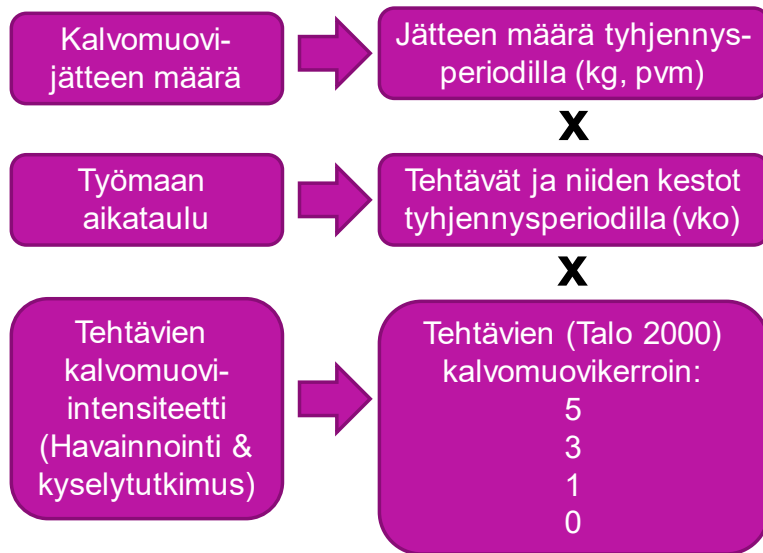 Kalvomuovi-
jätteen määrä
Jätteen määrä tyhjennys-
periodilla (kg, pvm)
x
Työmaan
aikataulu
Tehtävät ja niiden kestot
tyhjennysperiodilla (vko)
x
Tehtävien
kalvomuovi-
intensiteetti
(Havainnointi &
kyselytutkimus)
Tehtävien (Talo 2000)
kalvomuovikerroin:
5
3
1
0